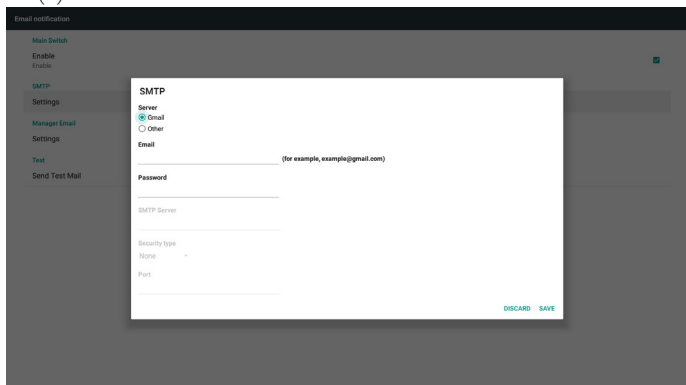 Email notification
Main Switch
Enable
Enable
SMTP
Settings
Manager Email
Settings
Test
Send Test Mail
SMTP
Server
Gmail
Other
Email
(for example, example@gmail.com)
Password
SMTP Server
Security type
None
Port
DISCARD SAVE